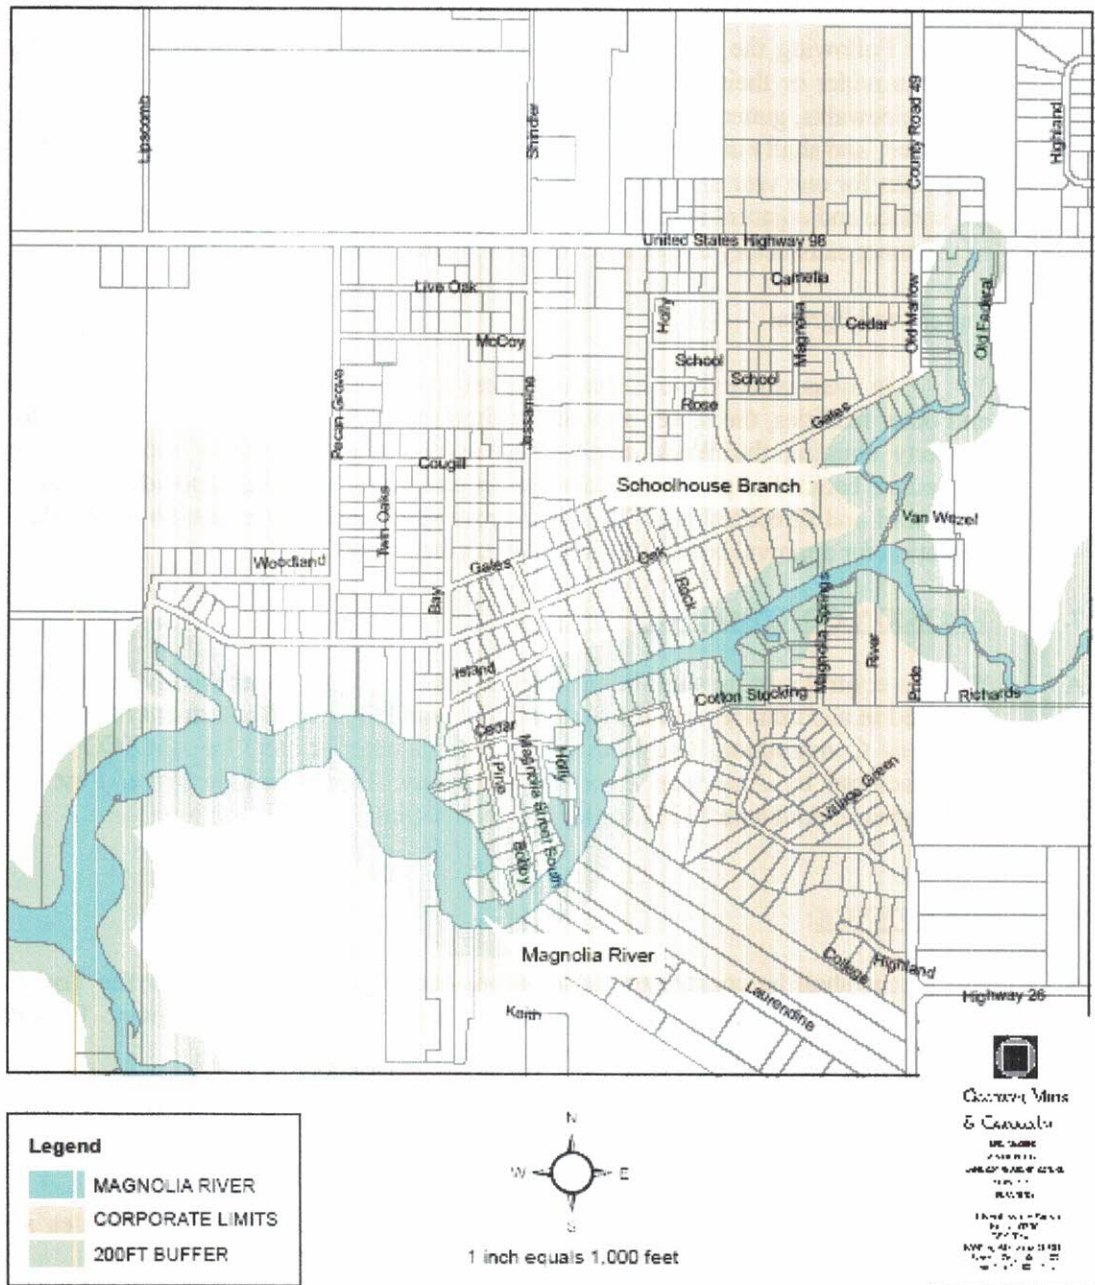 Lipscomb
Shindler
County Road 49
Highland
United States Highway 98
Live Oak
Camelia
Holly
Magnolia
Cedar
Old Marlow
Old Federal
McCoy
School
School
Pecan Grove
Jessamine
Rose
Gates
Cougill
Schoolhouse Branch
Twin Oaks
Van Wezel
Woodland
Gates
Oak
Rock
Bay
Magnolia Springs
River
Island
Pride
Cotton Stocking
Richards
Cedar
Pine
Magnolia Street South
Holly
Village Green
Bobby
Magnolia River
College
Highland
Laurendine
Highway 26
Keith
Legend
MAGNOLIA RIVER
CORPORATE LIMITS
200FT BUFFER
N
W E
S
1 inch equals 1,000 feet